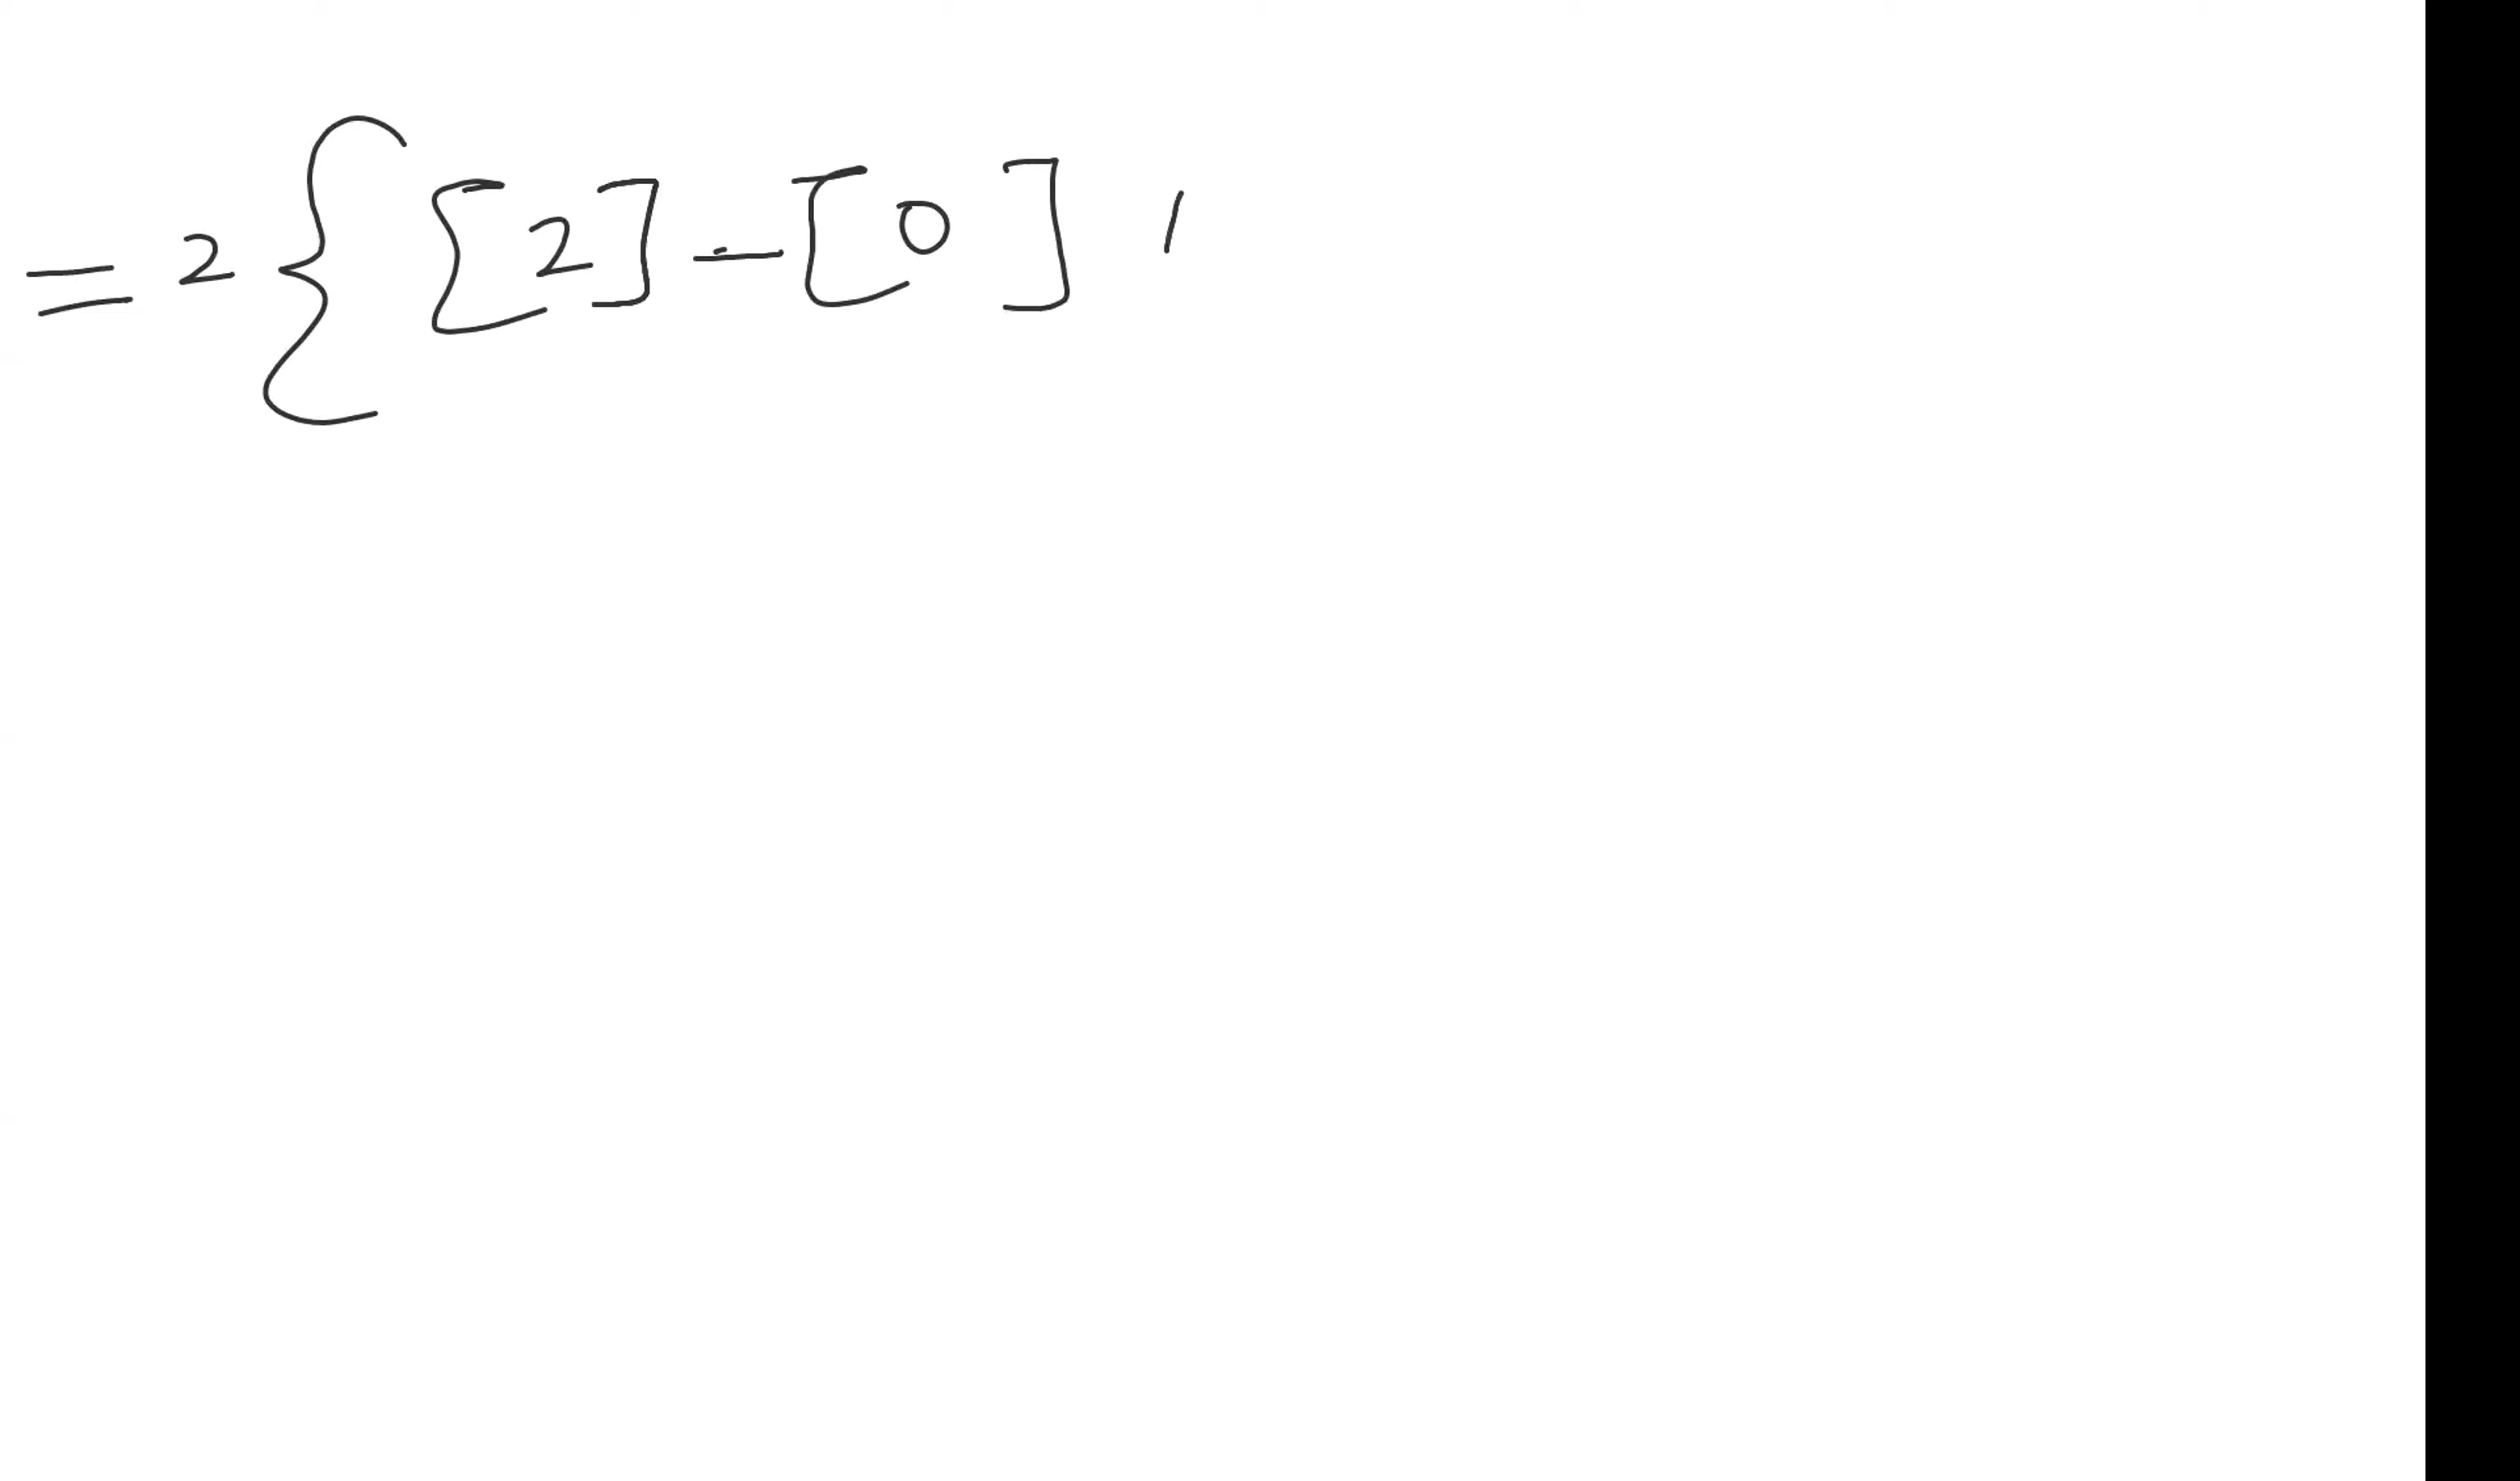 = 2 { [ 2 ] - [ 0 ]